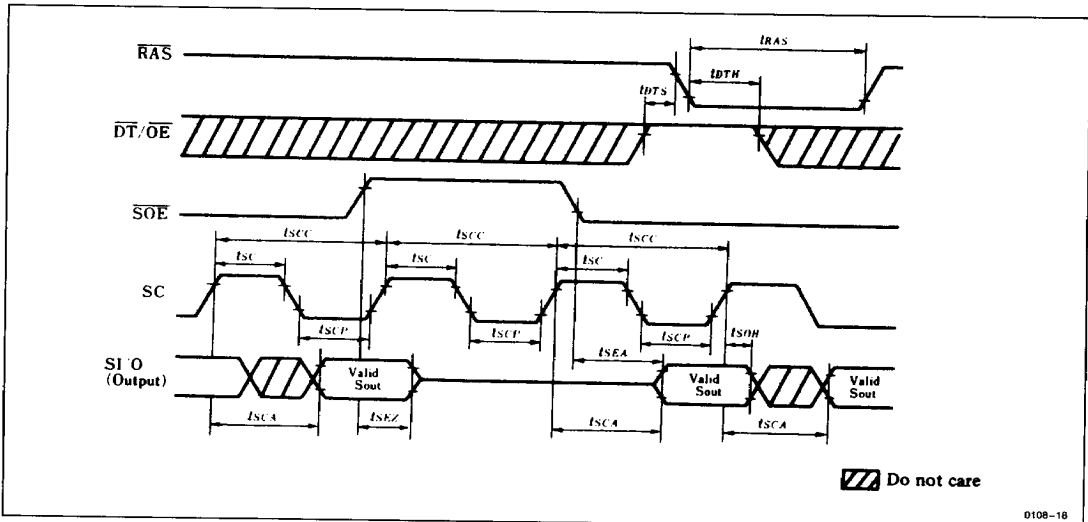 RAS
tRAS
tDTH
tDTS
DT/OE
SOE
tSCC tSCC tSCC
tSC tSC tSC
SC
tSCP tSCP tSCP tSOH
tSEA
SI/O
(Output)
Valid
Sout
Valid
Sout
Valid
Sout
tSCA tSEZ tSCA tSCA
Do not care
0108-18